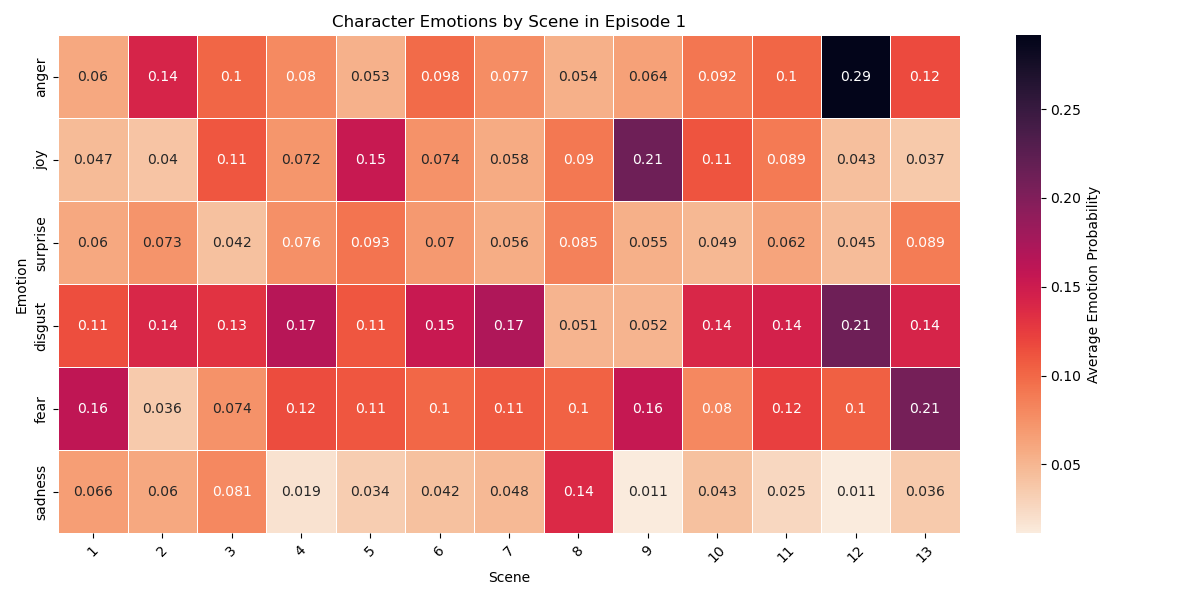 Character Emotions by Scene in Episode 1
anger 0.06 0.14 0.1 0.08 0.053 0.098 0.077 0.054 0.064 0.092 0.1 0.29 0.12
joy 0.047 0.04 0.11 0.072 0.15 0.074 0.058 0.09 0.21 0.11 0.089 0.043 0.037
surprise 0.06 0.073 0.042 0.076 0.093 0.07 0.056 0.085 0.055 0.049 0.062 0.045 0.089
disgust 0.11 0.14 0.13 0.17 0.11 0.15 0.17 0.051 0.052 0.14 0.14 0.21 0.14
fear 0.16 0.036 0.074 0.12 0.11 0.1 0.11 0.1 0.16 0.08 0.12 0.1 0.21
sadness 0.066 0.06 0.081 0.019 0.034 0.042 0.048 0.14 0.011 0.043 0.025 0.011 0.036
1 2 3 4 5 6 7 8 9 10 11 12 13
Scene
Emotion
0.25
0.20
0.15
0.10
0.05
Average Emotion Probability